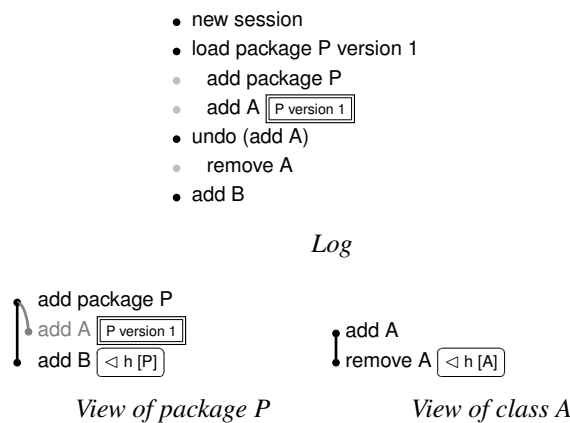 new session
load package P version 1
add package P
add A P version 1
undo (add A)
remove A
add B
Log
add package P
add A P version 1
add B ◁ h [P]
View of package P
add A
remove A ◁ h [A]
View of class A